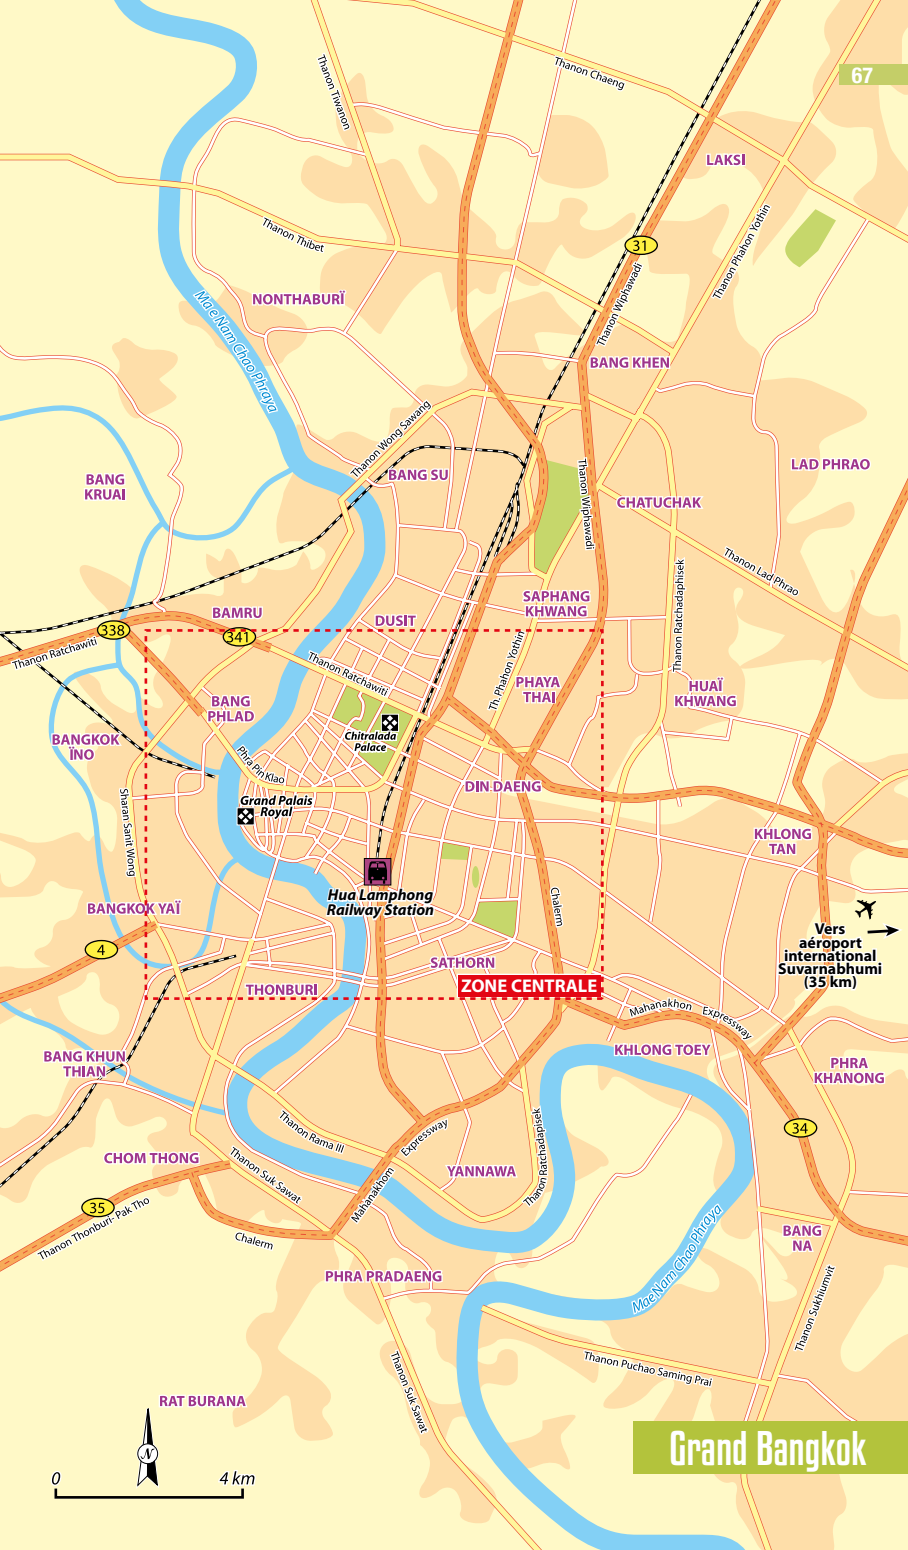 Thanon Chaeng
67
Thanon Tiwanon
LAKSI
Thanon Phahon Yothin
Thanon Thibet
31
Thanon Wiphawadi
NONTHABURÏ
Mae Nam Chao Phraya
BANG KHEN
Thanon Wong Sawang
LAD PHRAO
BANG
KRUAI
BANG SU
Thanon Wiphawadi
CHATUCHAK
Thanon Lad Phrao
Thanon Ratchadaphisek
SAPHANG
KHWANG
BAMRU
DUSIT
338
341
Thanon Ratchawiti
Thanon Ratchawiti
Th. Phahon Yothin
PHAYA
THAI
HUAÏ
KHWANG
BANG
PHLAD
Chitralada
Palace
BANGKOK
ÏNO
Phra Pin Klao
DIN DAENG
Sharan Sanit Wong
Grand Palais
Royal
KHLONG
TAN
Hua Lamphong
Railway Station
Chalerm
BANGKOK YAÏ
4
Vers
aéroport
international
Suvarnabhumi
(35 km)
SATHORN
ZONE CENTRALE
THONBURI
Mahanakhon Expressway
BANG KHUN
THIAN
KHLONG TOEY
PHRA
KHANONG
34
Thanon Rama III
Expressway
Mahanakhom
Thanon Ratchadapisek
CHOM THONG
Thanon Suk Sawat
YANNAWA
35
Thanon Thonburi- Pak Tho
Chalerm
Mae Nam Chao Phraya
BANG
NA
PHRA PRADAENG
Thanon Sukhiumvit
Thanon Puchao Saming Prai
Thanon Suk Sawat
RAT BURANA
N
Grand Bangkok
0 4 km